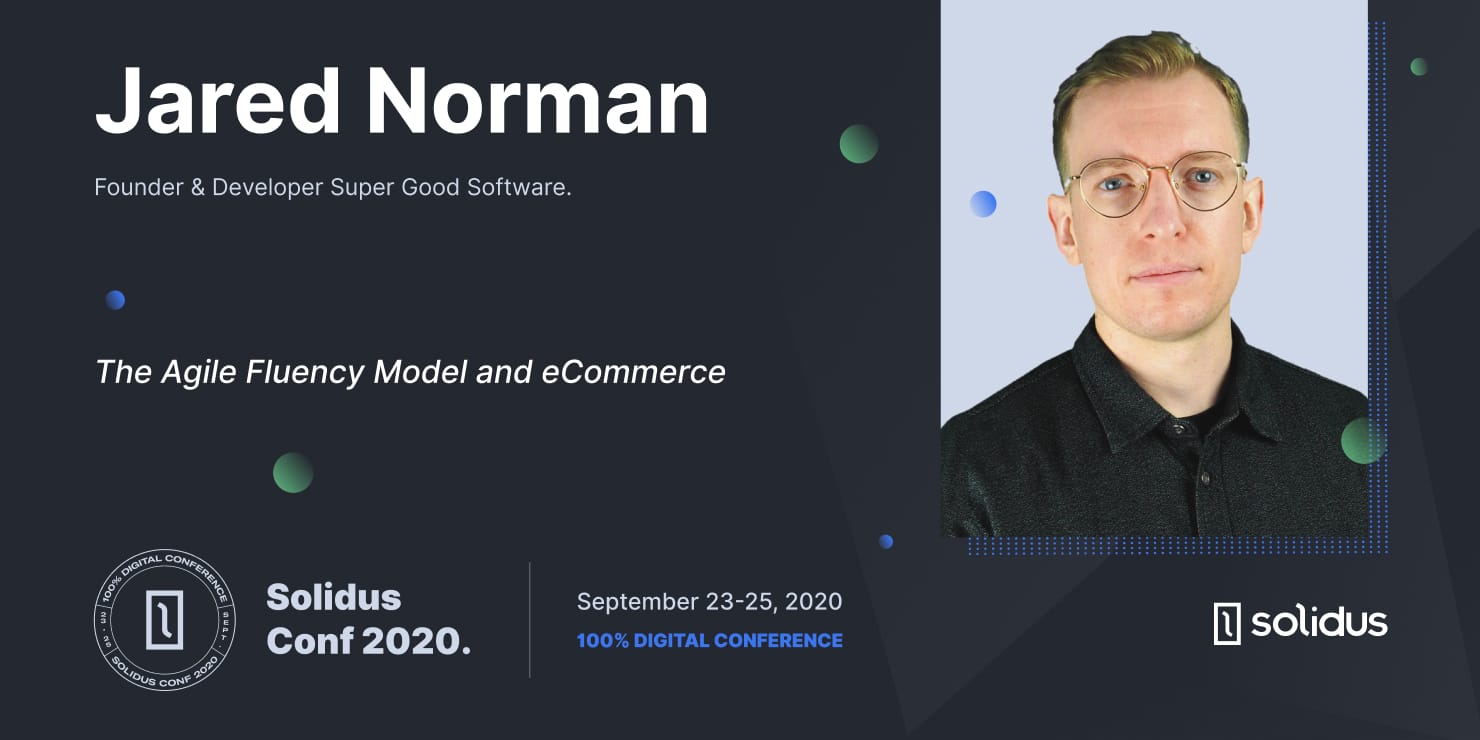 Jared Norman
Founder & Developer Super Good Software.
The Agile Fluency Model and eCommerce
100% DIGITAL CONFERENCE
SEPT.
SOLIDUS CONF 2020
23 - 25
Solidus
Conf 2020.
September 23-25, 2020
100% DIGITAL CONFERENCE
solidus